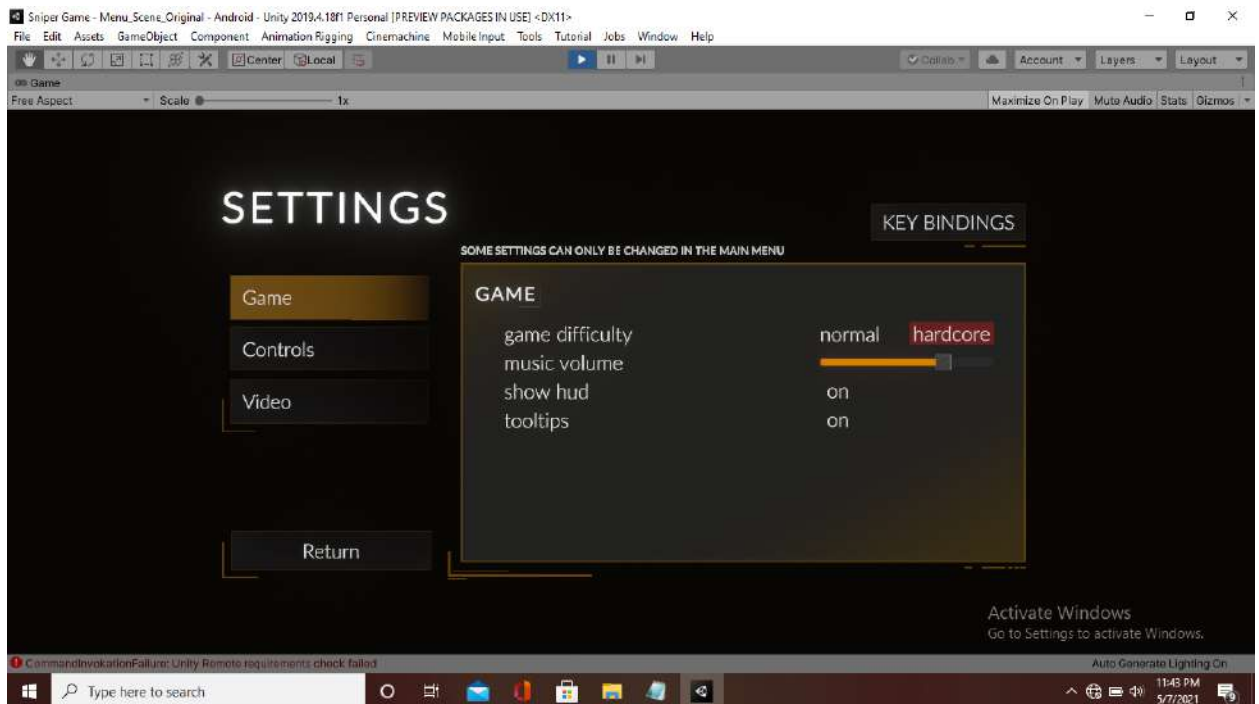 Sniper Game - Menu_Scene_Original - Android - Unity 2019.4.18f1 Personal [PREVIEW PACKAGES IN USE] <DX11>
File Edit Assets GameObject Component Animation Rigging Cinemachine Mobile Input Tools Tutorial Jobs Window Help
Center Local Collab Account Layers Layout
Game
Free Aspect Scale 1x Maximize On Play Mute Audio Stats Gizmos
SETTINGS
KEY BINDINGS
SOME SETTINGS CAN ONLY BE CHANGED IN THE MAIN MENU
Game
Controls
Video
Return
GAME
game difficulty normal hardcore
music volume
show hud on
tooltips on
Activate Windows
Go to Settings to activate Windows.
CommandInvokationFailure: Unity Remote requirements check failed
Auto Generate Lighting On
Type here to search
11:43 PM
5/7/2021